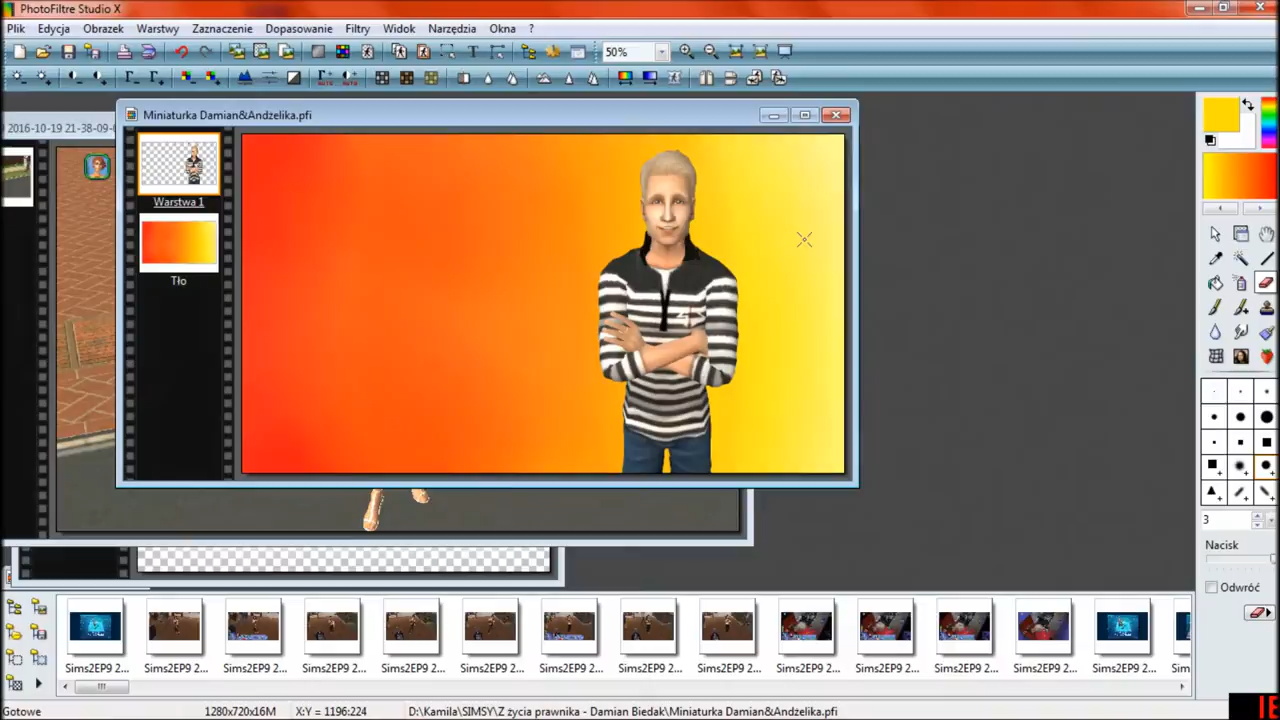 PhotoFiltre Studio X
Plik Edycja Obrazek Warstwy Zaznaczenie Dopasowanie Filtry Widok Narzędzia Okna ?
50%
Miniaturka Damian&Andzelika.pfi
2016-10-19 21-38-09-0
Warstwa 1
Tło
3
Nacisk
Odwróć
Sims2EP9 2... Sims2EP9 2... Sims2EP9 2... Sims2EP9 2... Sims2EP9 2... Sims2EP9 2... Sims2EP9 2... Sims2EP9 2... Sims2EP9 2... Sims2EP9 2... Sims2EP9 2... Sims2EP9 2... Sims2EP9 2... Sims2EP9 2... Sims
Gotowe 1280x720x16M X:Y = 1196:224 D:\Kamila\SIMSY\Z życia prawnika - Damian Biedak\Miniaturka Damian&Andzelika.pfi